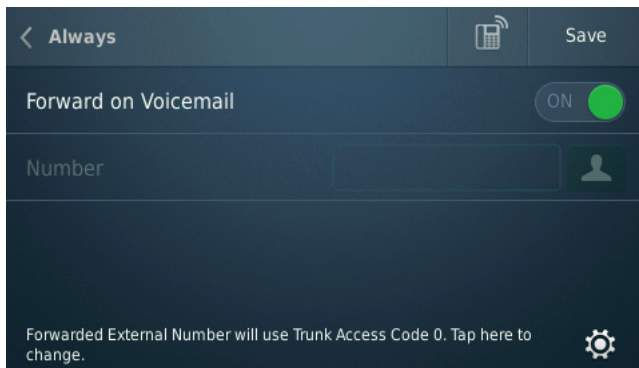 Always
Save
Forward on Voicemail
ON
Number
Forwarded External Number will use Trunk Access Code 0. Tap here to
change.